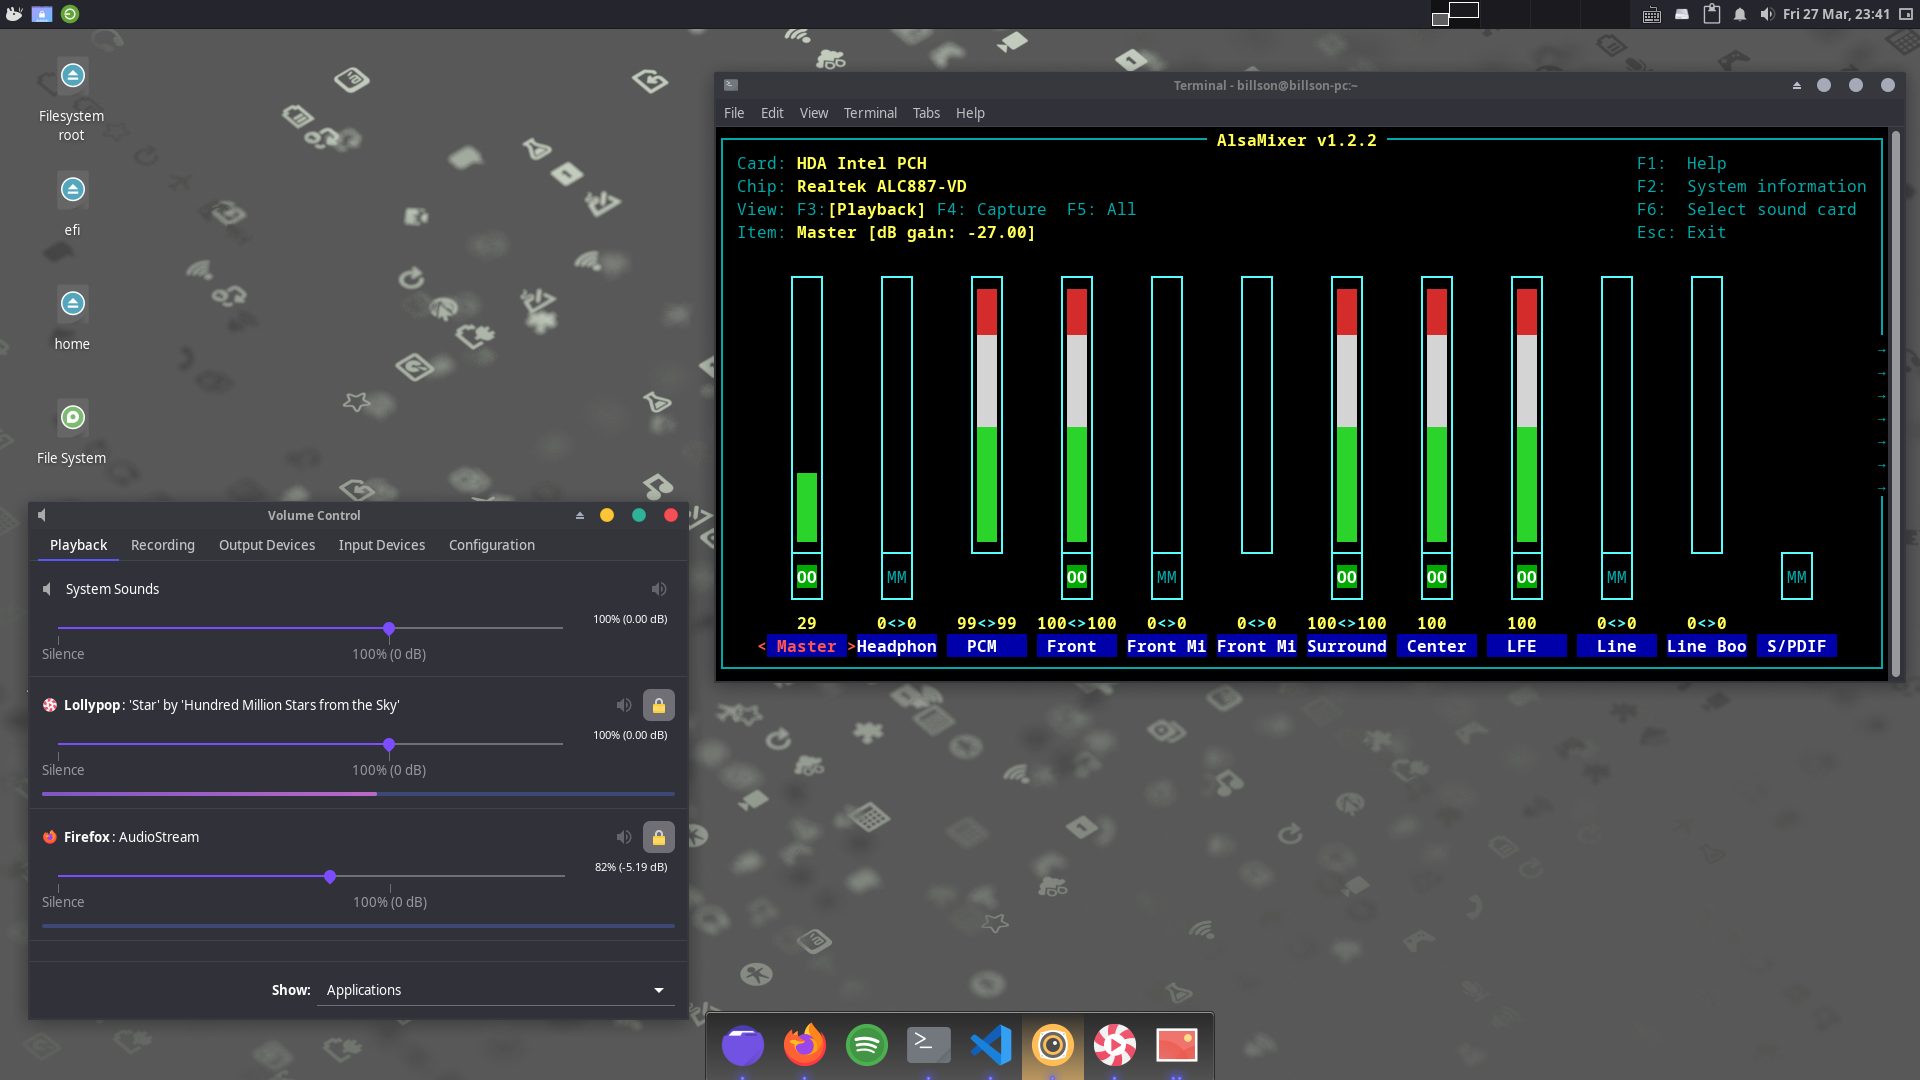 Fri 27 Mar, 23:41
Filesystem
root
efi
home
File System
Terminal - billson@billson-pc:~
File Edit View Terminal Tabs Help
AlsaMixer v1.2.2
Card: HDA Intel PCH
F1: Help
Chip: Realtek ALC887-VD
F2: System information
View: F3:[Playback] F4: Capture F5: All
F6: Select sound card
Item: Master [dB gain: -27.00]
Esc: Exit
OO MM OO MM OO OO OO MM MM
29 0<>0 99<>99 100<>100 0<>0 0<>0 100<>100 100 100 0<>0 0<>0
< Master >Headphon PCM Front Front Mi Front Mi Surround Center LFE Line Line Boo S/PDIF
Volume Control
Playback Recording Output Devices Input Devices Configuration
System Sounds
100% (0.00 dB)
Silence 100% (0 dB)
Lollypop : 'Star' by 'Hundred Million Stars from the Sky'
100% (0.00 dB)
Silence 100% (0 dB)
Firefox : AudioStream
82% (-5.19 dB)
Silence 100% (0 dB)
Show: Applications